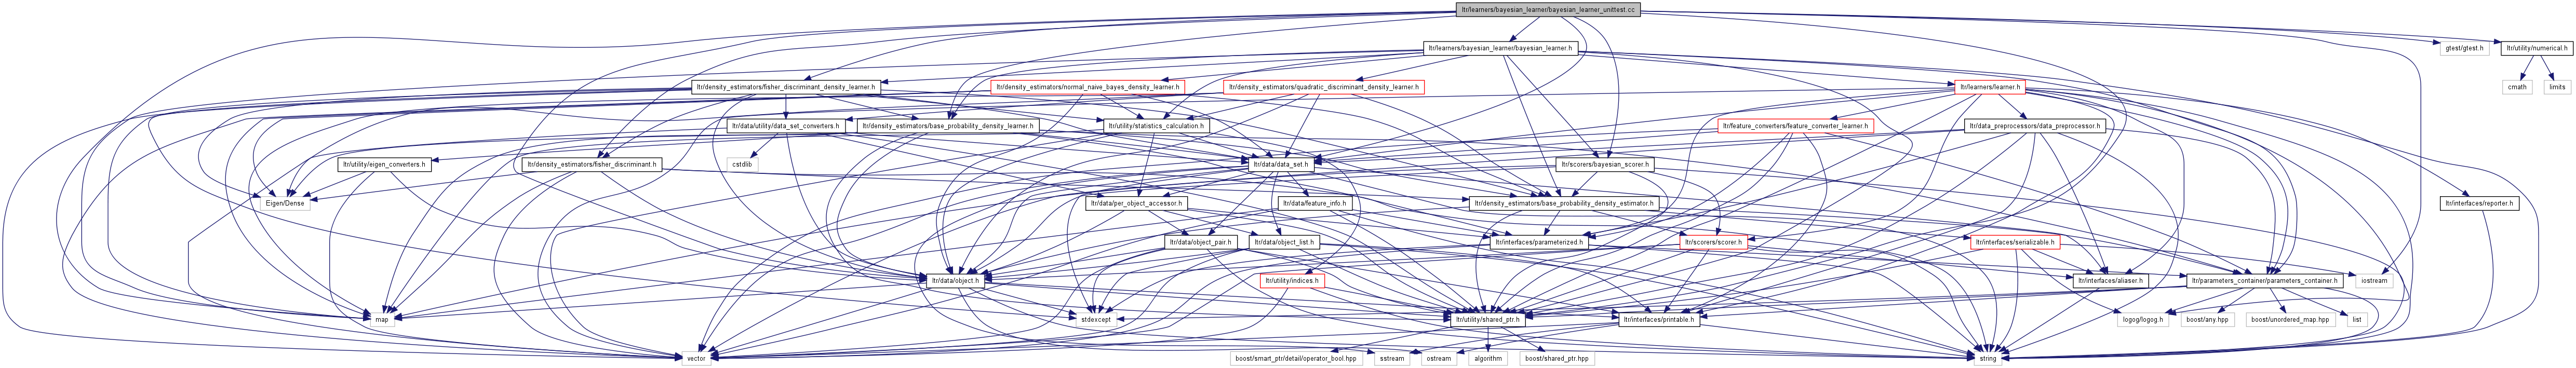 ltr/learners/bayesian_learner/bayesian_learner_unittest.cc
ltr/learners/bayesian_learner/bayesian_learner.h
gtest/gtest.h
ltr/utility/numerical.h
ltr/density_estimators/fisher_discriminant_density_learner.h
ltr/density_estimators/normal_naive_bayes_density_learner.h
ltr/density_estimators/quadratic_discriminant_density_learner.h
ltr/learners/learner.h
cmath
limits
ltr/data/utility/data_set_converters.h
ltr/density_estimators/base_probability_density_learner.h
ltr/utility/statistics_calculation.h
ltr/feature_converters/feature_converter_learner.h
ltr/data_preprocessors/data_preprocessor.h
ltr/utility/eigen_converters.h
ltr/density_estimators/fisher_discriminant.h
cstdlib
ltr/data/data_set.h
ltr/scorers/bayesian_scorer.h
Eigen/Dense
ltr/data/per_object_accessor.h
ltr/data/feature_info.h
ltr/density_estimators/base_probability_density_estimator.h
ltr/interfaces/reporter.h
ltr/data/object_pair.h
ltr/data/object_list.h
ltr/interfaces/parameterized.h
ltr/scorers/scorer.h
ltr/interfaces/serializable.h
ltr/data/object.h
ltr/utility/indices.h
ltr/interfaces/aliaser.h
ltr/parameters_container/parameters_container.h
iostream
map
stdexcept
ltr/utility/shared_ptr.h
ltr/interfaces/printable.h
logog/logog.h
boost/any.hpp
boost/unordered_map.hpp
list
vector
boost/smart_ptr/detail/operator_bool.hpp
sstream
ostream
algorithm
boost/shared_ptr.hpp
string